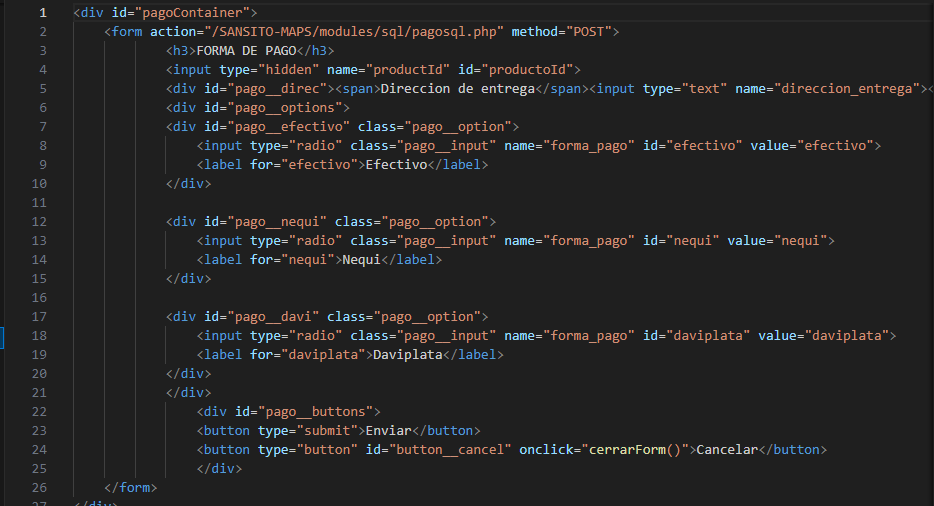 1 <div id="pagoContainer">
2 <form action="/SANSITO-MAPS/modules/sql/pagosql.php" method="POST">
3 <h3>FORMA DE PAGO</h3>
4 <input type="hidden" name="productId" id="productoId">
5 <div id="pago__direc"><span>Direccion de entrega</span><input type="text" name="direccion_entrega"><
6 <div id="pago__options">
7 <div id="pago__efectivo" class="pago__option">
8 <input type="radio" class="pago__input" name="forma_pago" id="efectivo" value="efectivo">
9 <label for="efectivo">Efectivo</label>
10 </div>
11
12 <div id="pago__nequi" class="pago__option">
13 <input type="radio" class="pago__input" name="forma_pago" id="nequi" value="nequi">
14 <label for="nequi">Nequi</label>
15 </div>
16
17 <div id="pago__davi" class="pago__option">
18 <input type="radio" class="pago__input" name="forma_pago" id="daviplata" value="daviplata">
19 <label for="daviplata">Daviplata</label>
20 </div>
21 </div>
22 <div id="pago__buttons">
23 <button type="submit">Enviar</button>
24 <button type="button" id="button__cancel" onclick="cerrarForm()">Cancelar</button>
25 </div>
26 </form>
27 </div>